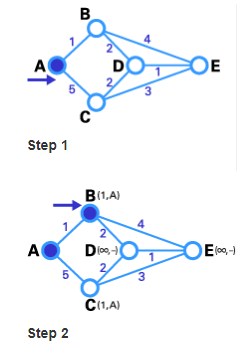 B
1 4
2
A D E
1
5 2 3
C
Step 1
B(1,A)
1 4
2
A D(∞,-) E(∞,-)
1
5 2 3
C(1,A)
Step 2